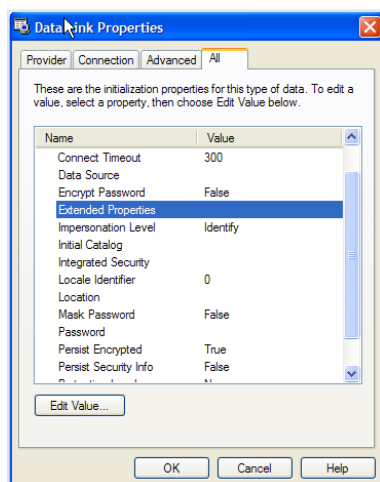 Data Link Properties
Provider Connection Advanced All
These are the initialization properties for this type of data. To edit a
value, select a property, then choose Edit Value below.
Name Value
Connect Timeout 300
Data Source
Encrypt Password False
Extended Properties
Impersonation Level Identify
Initial Catalog
Integrated Security
Locale Identifier 0
Location
Mask Password False
Password
Persist Encrypted True
Persist Security Info False
Edit Value...
OK Cancel Help